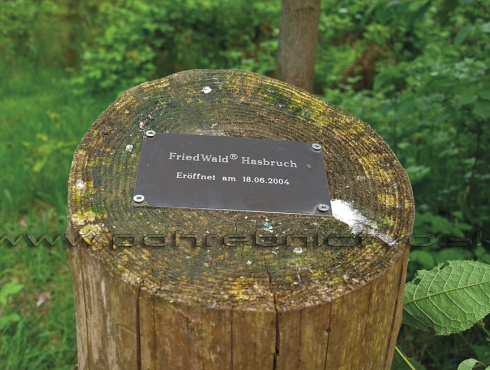 FriedWald® Hasbruch
Eröffnet am 18.06.2004